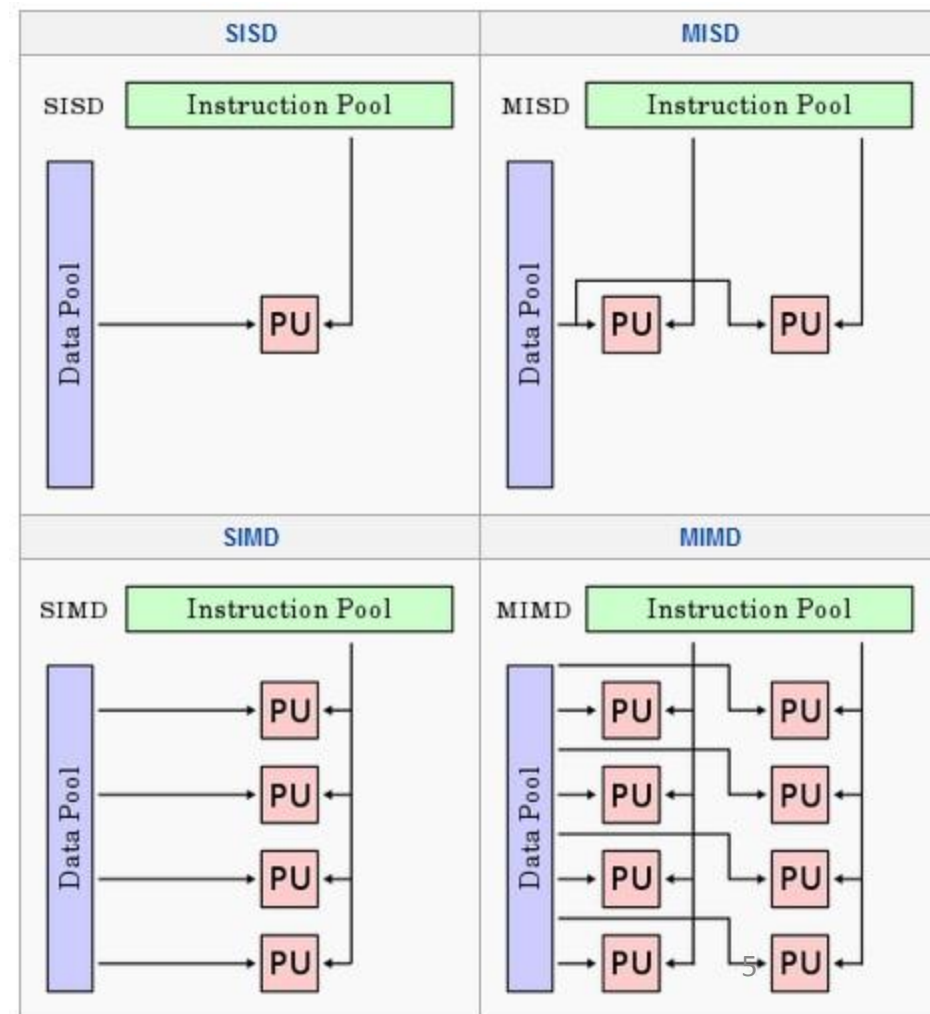 SISD
MISD
SISD
Instruction Pool
Data Pool
PU
MISD
Instruction Pool
Data Pool
PU
PU
SIMD
MIMD
SIMD
Instruction Pool
Data Pool
PU
PU
PU
PU
MIMD
Instruction Pool
Data Pool
PU
PU
PU
PU
PU
PU
PU
5
PU